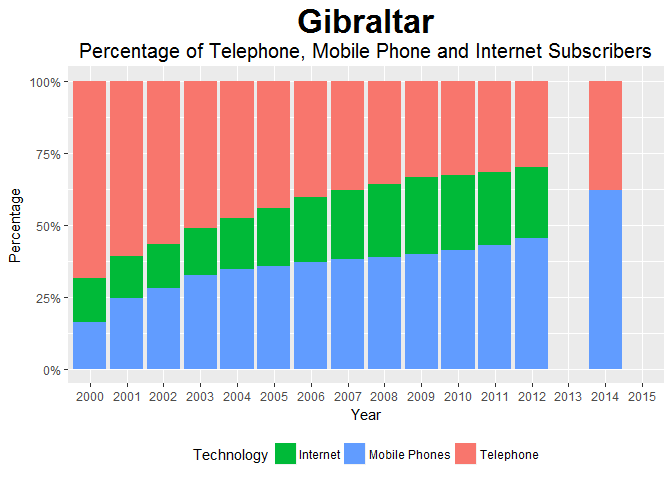 Gibraltar
Percentage of Telephone, Mobile Phone and Internet Subscribers
100%
75%
50%
25%
0%
Percentage
2000 2001 2002 2003 2004 2005 2006 2007 2008 2009 2010 2011 2012 2013 2014 2015
Year
Technology Internet Mobile Phones Telephone